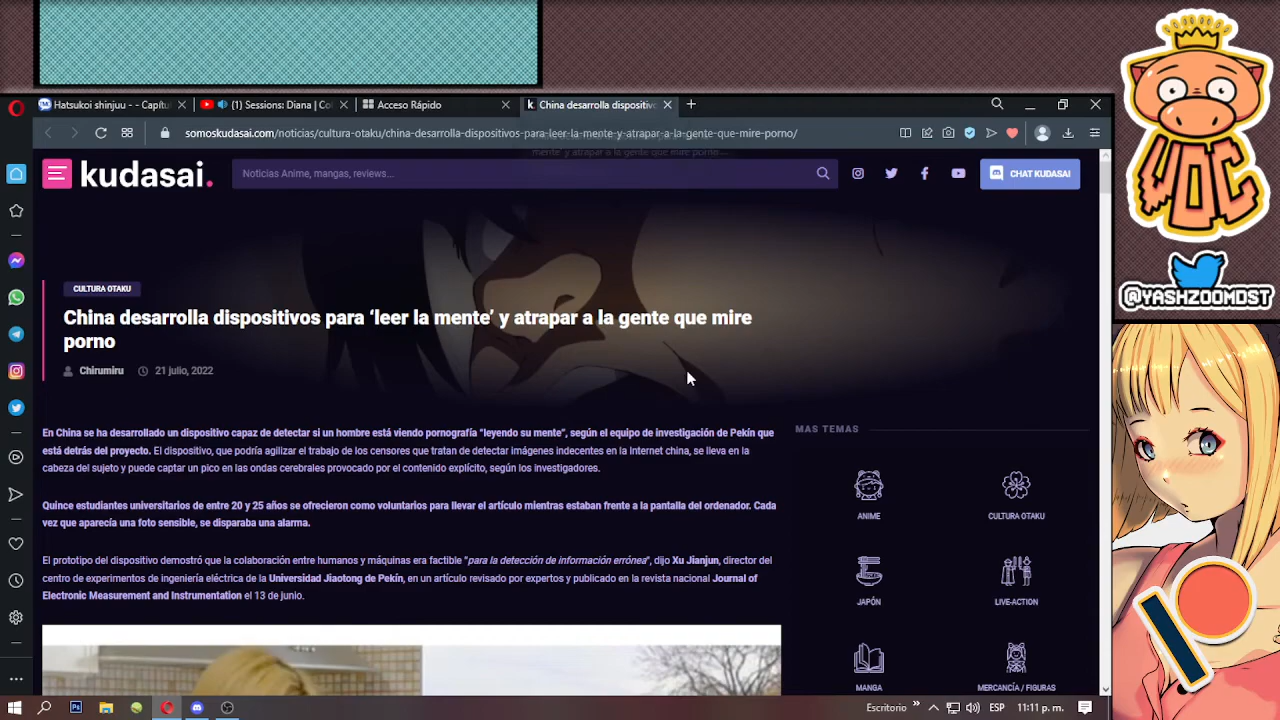 Hatsukoi shinjuu - - Capítu
(1) Sessions: Diana | Co
Acceso Rápido
China desarrolla dispositivo
somoskudasai.com/noticias/cultura-otaku/china-desarrolla-dispositivos-para-leer-la-mente-y-atrapar-a-la-gente-que-mire-porno/
mente' y atrapar a la gente que mire porno
kudasai.
Noticias Anime, mangas, reviews...
CHAT KUDASAI
CULTURA OTAKU
China desarrolla dispositivos para ‘leer la mente’ y atrapar a la gente que mire
porno
Chirumiru
21 julio, 2022
En China se ha desarrollado un dispositivo capaz de detectar si un hombre está viendo pornografía “leyendo su mente”, según el equipo de investigación de Pekín que
está detrás del proyecto. El dispositivo, que podría agilizar el trabajo de los censores que tratan de detectar imágenes indecentes en la Internet china, se lleva en la
cabeza del sujeto y puede captar un pico en las ondas cerebrales provocado por el contenido explícito, según los investigadores.
Quince estudiantes universitarios de entre 20 y 25 años se ofrecieron como voluntarios para llevar el artículo mientras estaban frente a la pantalla del ordenador. Cada
vez que aparecía una foto sensible, se disparaba una alarma.
El prototipo del dispositivo demostró que la colaboración entre humanos y máquinas era factible “para la detección de información errónea”, dijo Xu Jianjun, director del
centro de experimentos de ingeniería eléctrica de la Universidad Jiaotong de Pekín, en un artículo revisado por expertos y publicado en la revista nacional Journal of
Electronic Measurement and Instrumentation el 13 de junio.
MAS TEMAS
ANIME
CULTURA OTAKU
JAPÓN
LIVE-ACTION
MANGA
MERCANCÍA / FIGURAS
Ps
Escritorio
ESP
11:11 p. m.
@YASHZOOMDST